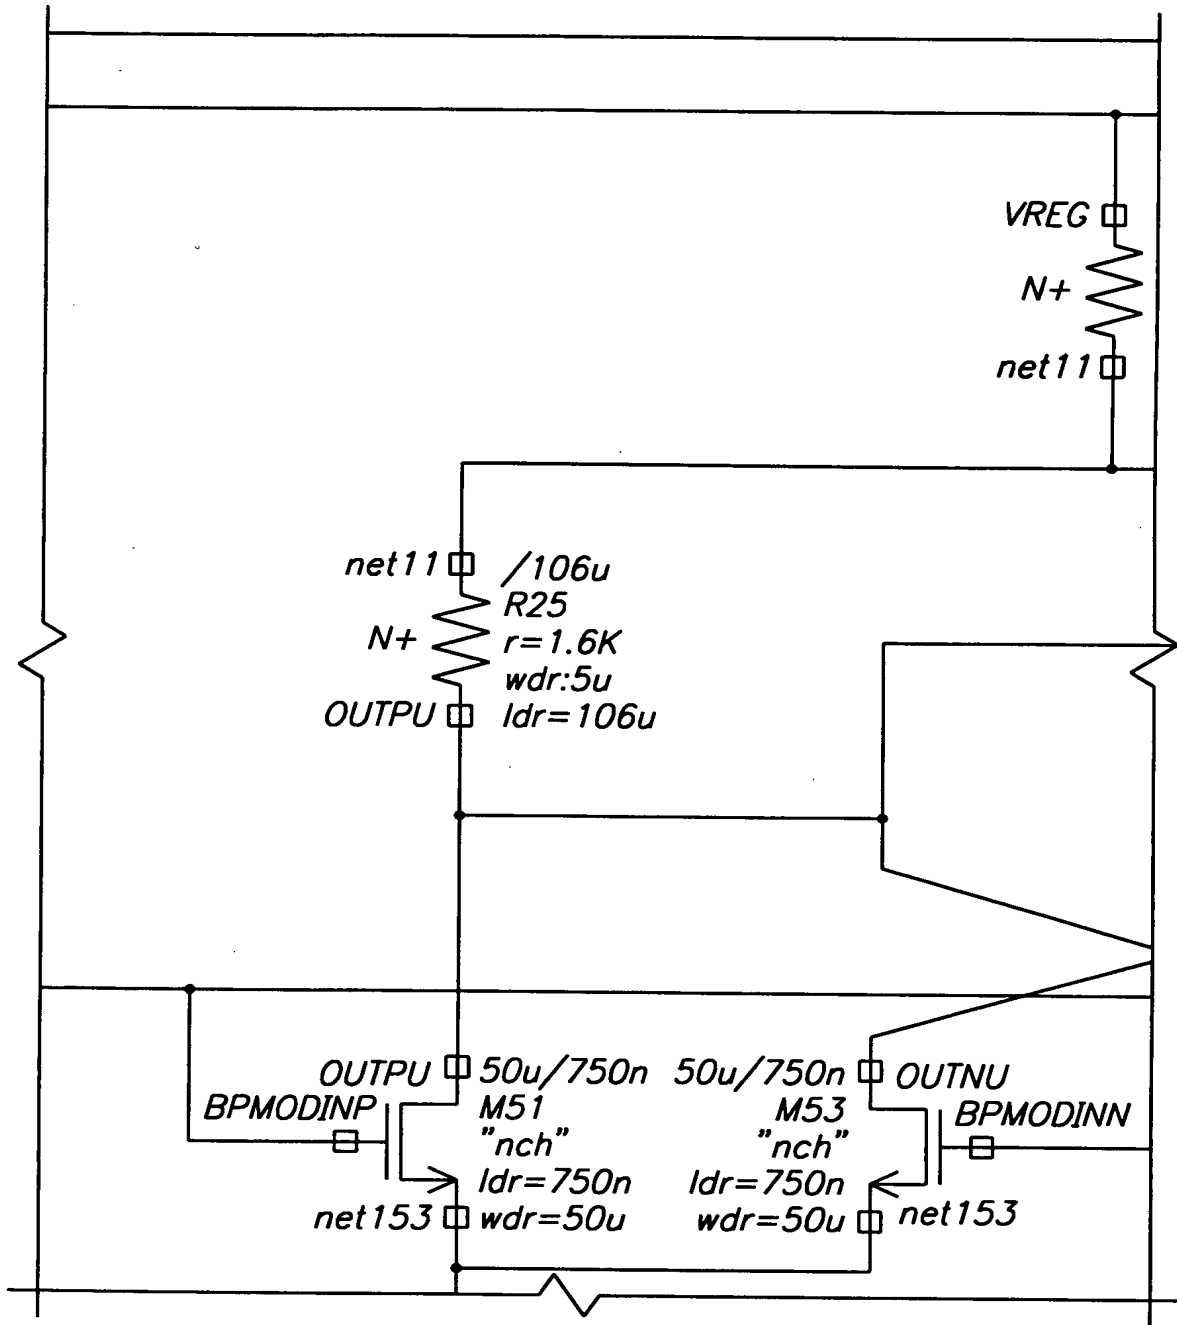 VREG
N+
net11
net11
/106u
R25
N+
r=1.6K
wdr:5u
OUTPU
ldr=106u
OUTPU
50u/750n
50u/750n
OUTNU
BPMODINP
M51
M53
BPMODINN
"nch"
"nch"
ldr=750n
ldr=750n
net153
wdr=50u
wdr=50u
net153